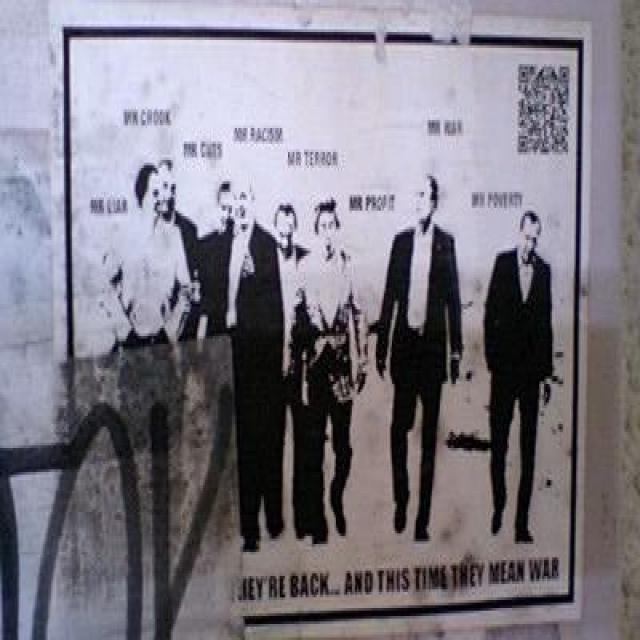 MR CROOK
MR CUTS
MR RACISM
MR TERROR
MR WAR
MR LIAR
MR PROFIT
MR POVERTY
HEY'RE BACK... AND THIS TIME THEY MEAN WAR